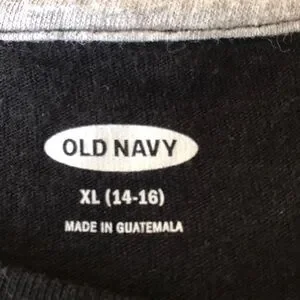 OLD NAVY
XL (14-16)
MADE IN GUATEMALA